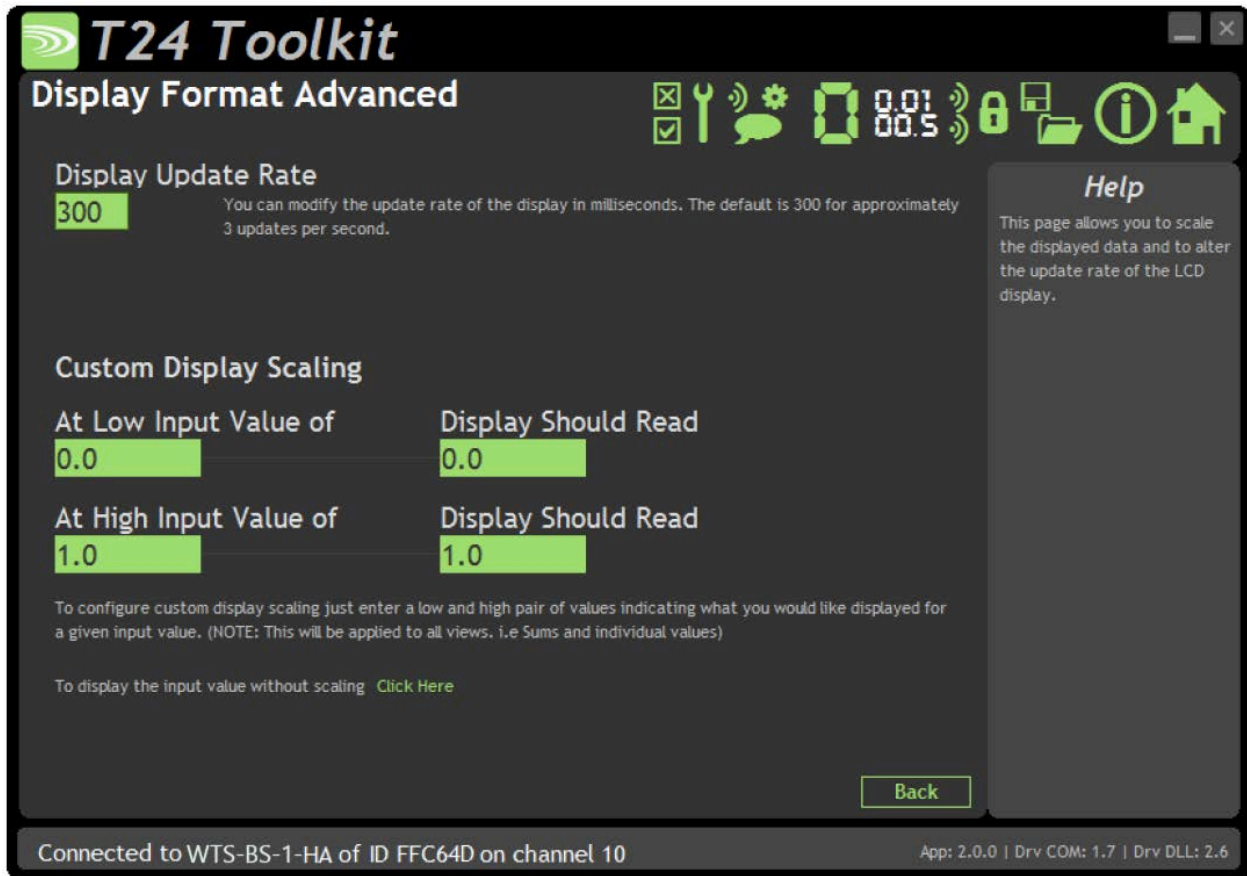 T24 Toolkit
Display Format Advanced
0.01
00.5
Display Update Rate
300
You can modify the update rate of the display in milliseconds. The default is 300 for approximately
3 updates per second.
Help
This page allows you to scale
the displayed data and to alter
the update rate of the LCD
display.
Custom Display Scaling
At Low Input Value of
Display Should Read
0.0
0.0
At High Input Value of
Display Should Read
1.0
1.0
To configure custom display scaling just enter a low and high pair of values indicating what you would like displayed for
a given input value. (NOTE: This will be applied to all views. i.e Sums and individual values)
To display the input value without scaling Click Here
Back
Connected to WTS-BS-1-HA of ID FFC64D on channel 10
App: 2.0.0 | Drv COM: 1.7 | Drv DLL: 2.6